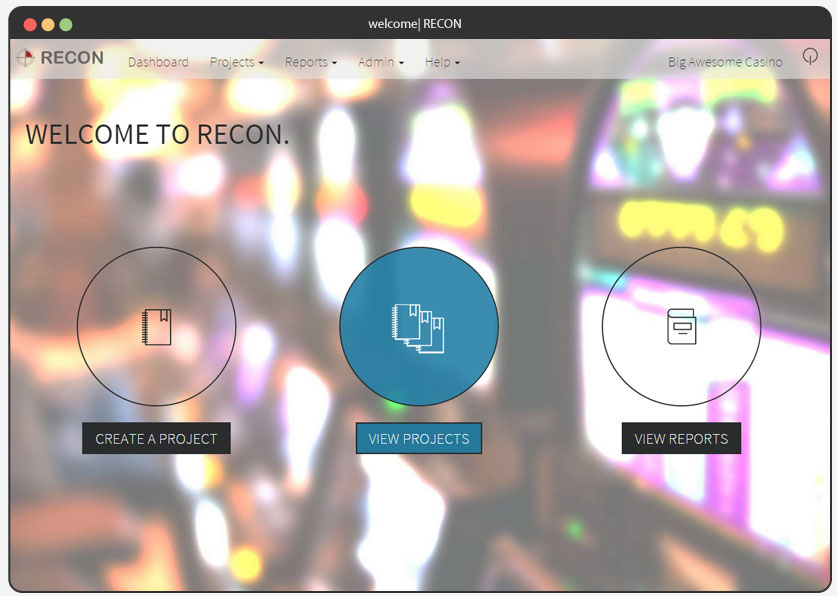 welcome| RECON
RECON Dashboard Projects Reports Admin Help Big Awesome Casino
WELCOME TO RECON.
CREATE A PROJECT VIEW PROJECTS VIEW REPORTS